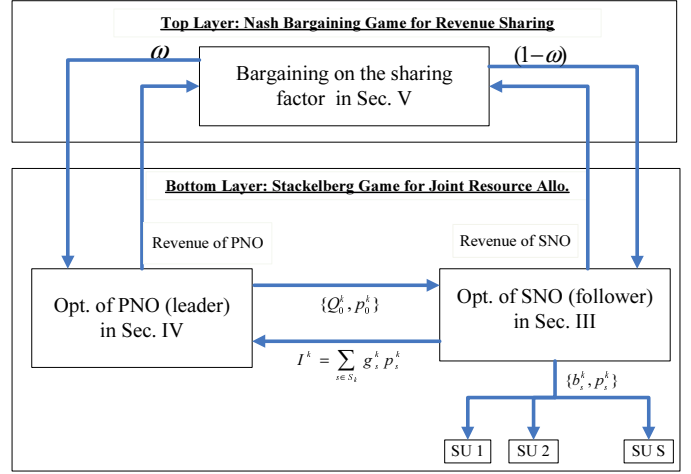 Top Layer: Nash Bargaining Game for Revenue Sharing
ω
(1−ω)
Bargaining on the sharing
factor in Sec. V
Bottom Layer: Stackelberg Game for Joint Resource Allo.
Revenue of PNO
Revenue of SNO
Opt. of PNO (leader)
in Sec. IV
{Q_0^k, p_0^k}
Opt. of SNO (follower)
in Sec. III
I^k = ∑_{s∈S_k} g_s^k p_s^k
{b_s^k, p_s^k}
SU 1
SU 2
SU S